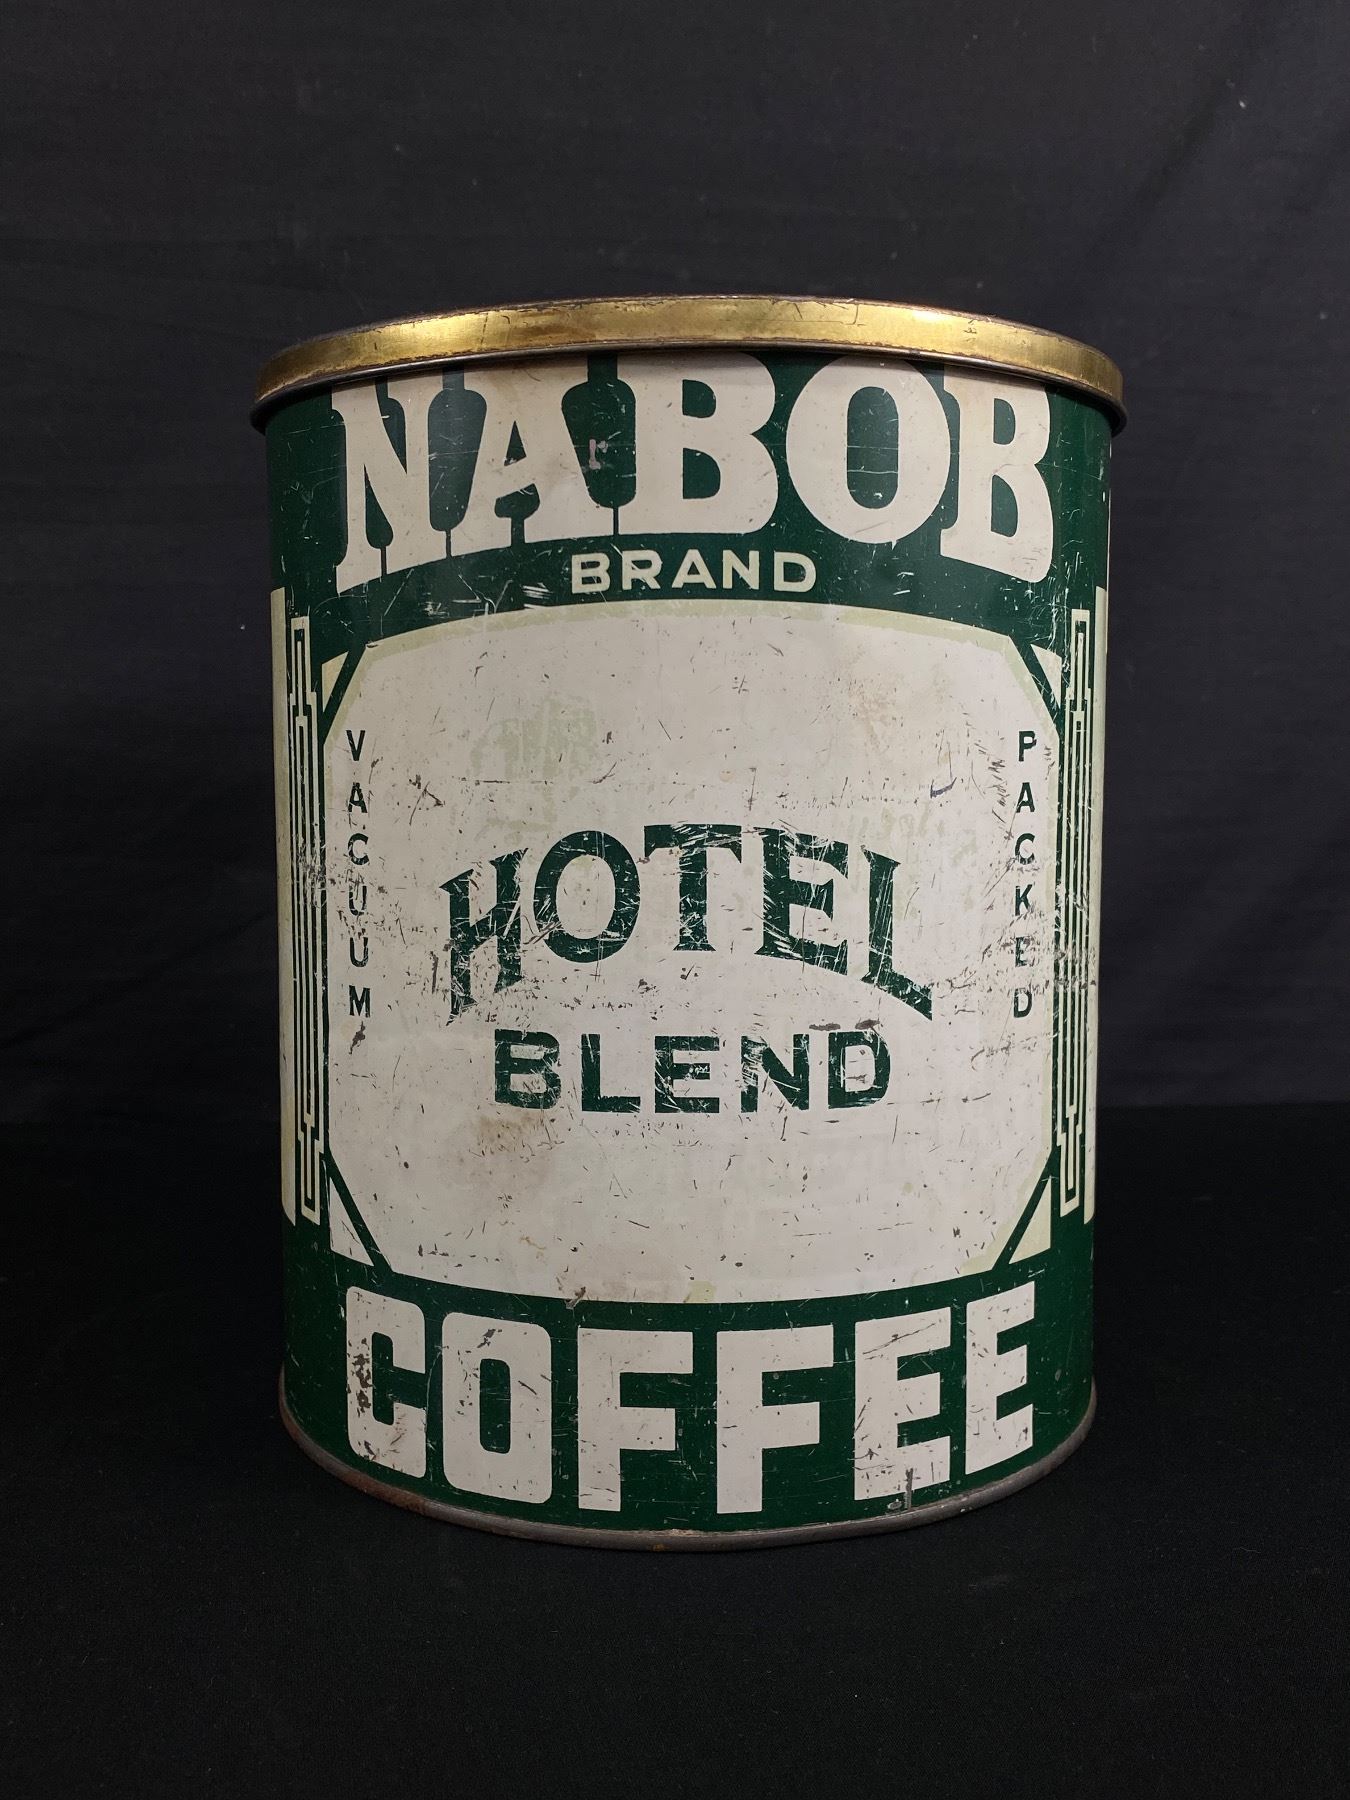 NABOB
BRAND
VACUUM
PACKED
HOTEL
BLEND
COFFEE